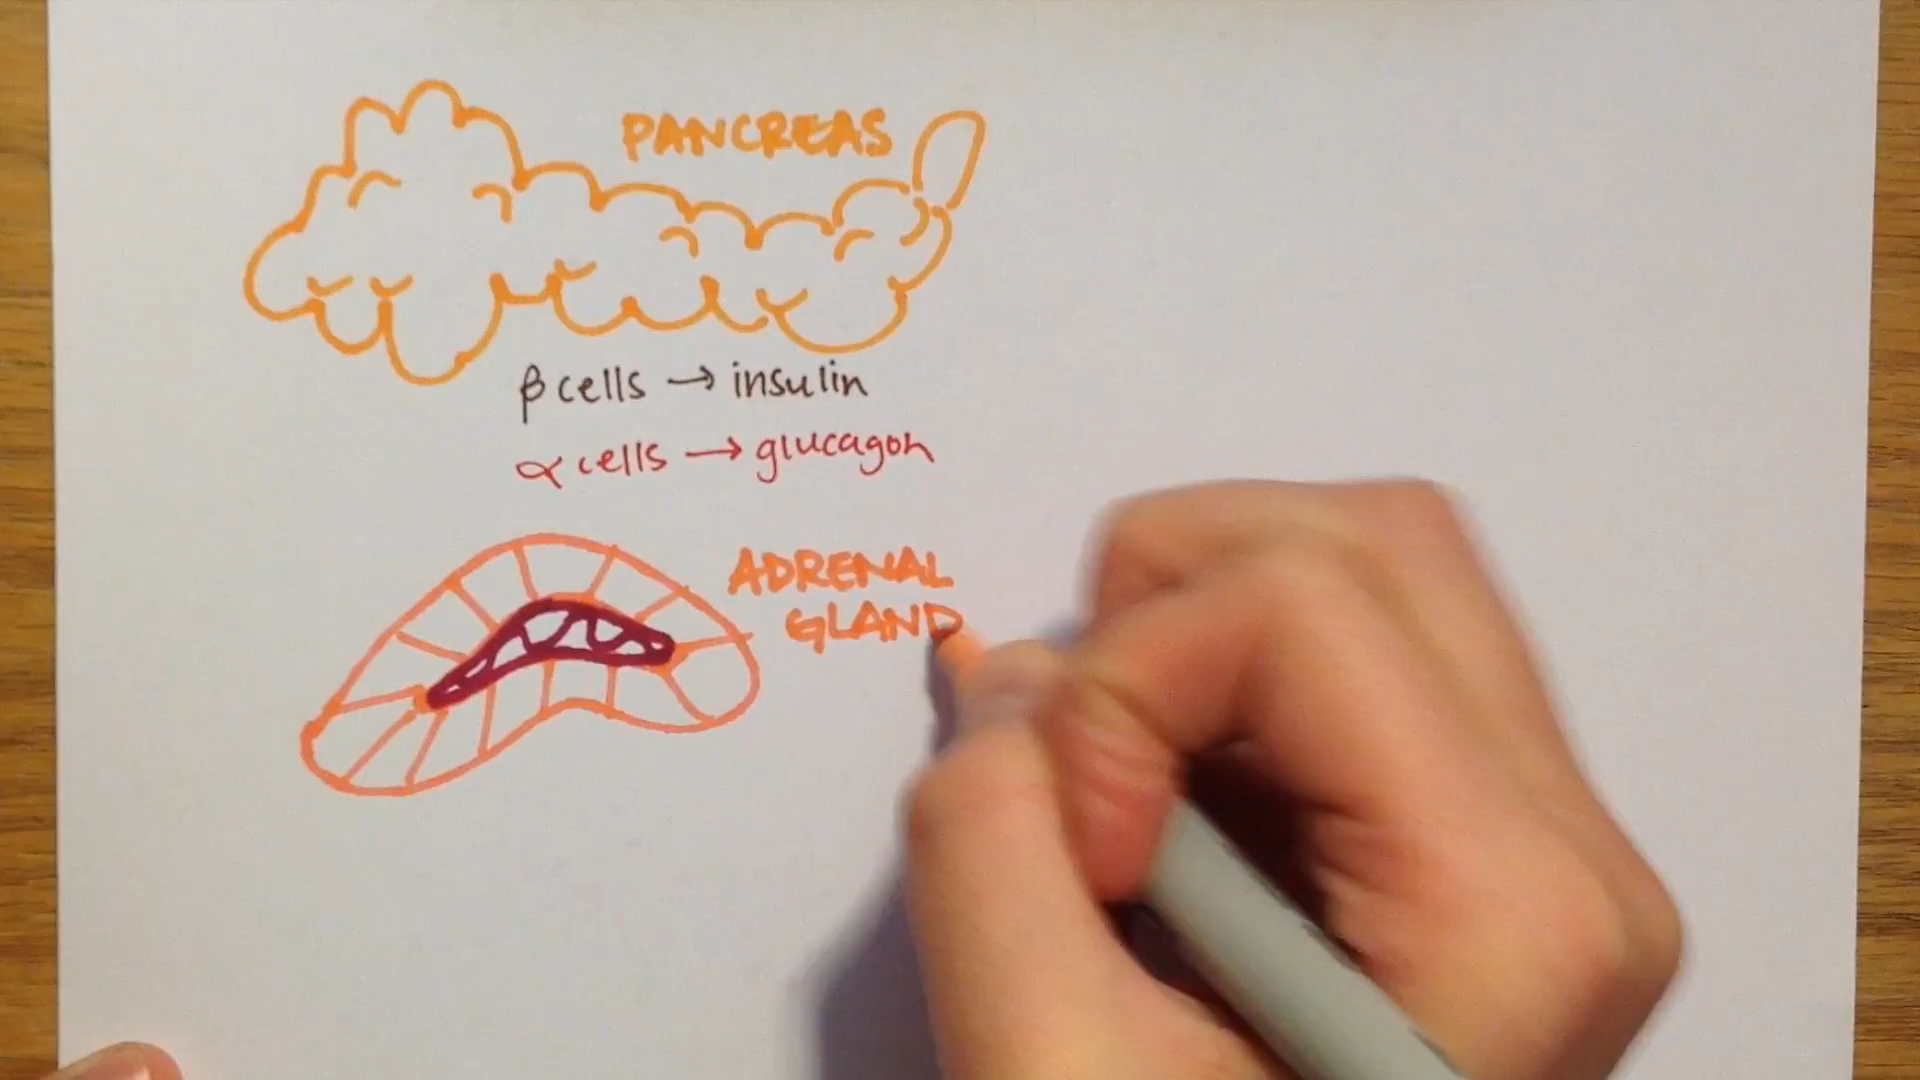 PANCREAS
β cells → insulin
α cells → glucagon
ADRENAL
GLAND